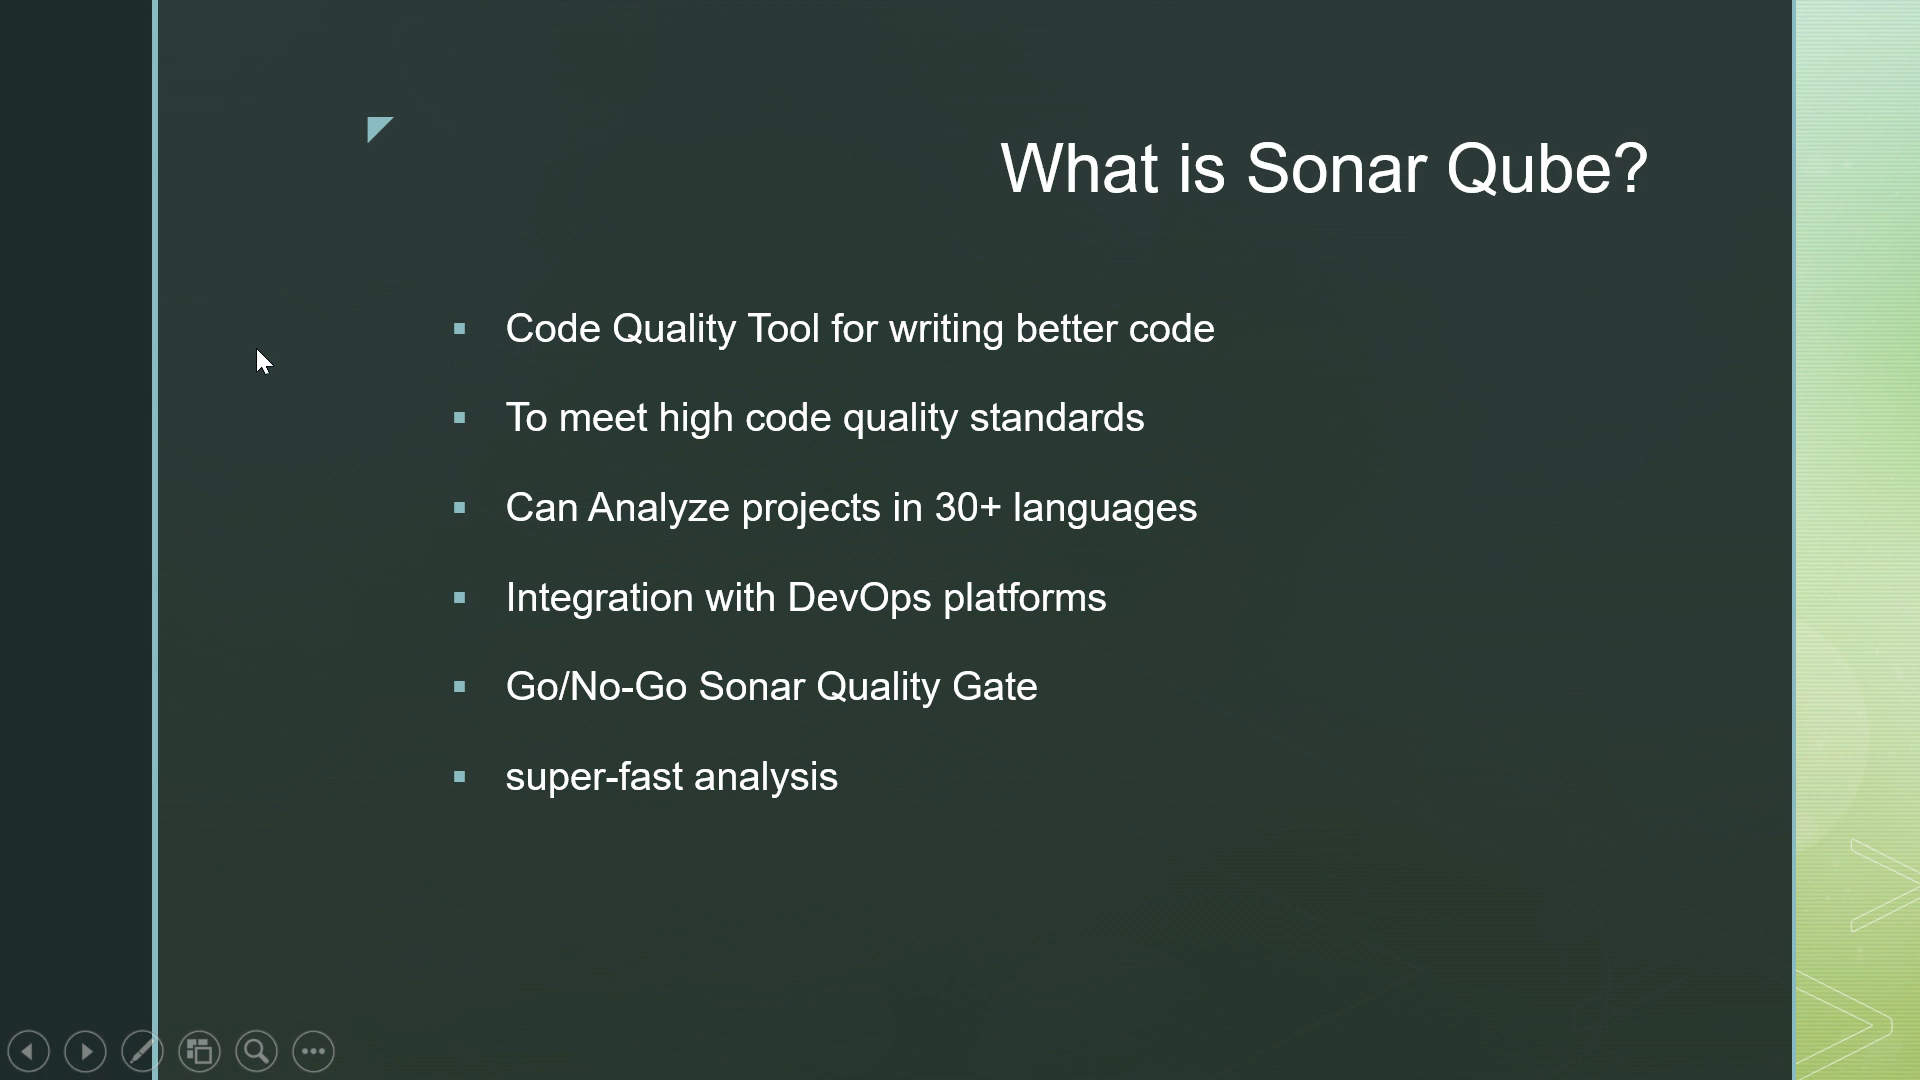 What is Sonar Qube?
Code Quality Tool for writing better code
To meet high code quality standards
Can Analyze projects in 30+ languages
Integration with DevOps platforms
Go/No-Go Sonar Quality Gate
super-fast analysis